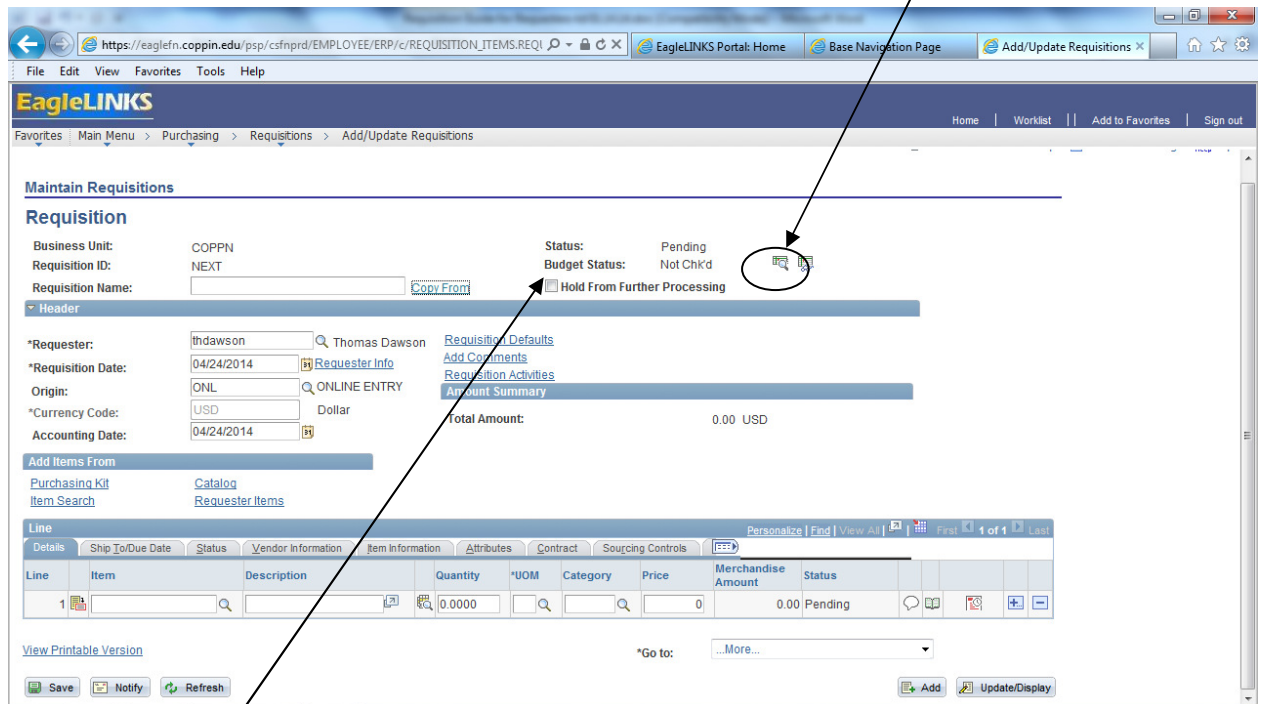 https://eaglefn.coppin.edu/psp/csfnprd/EMPLOYEE/ERP/c/REQUISITION_ITEMS.REQU
EagleLINKS Portal: Home
Base Navigation Page
Add/Update Requisitions
File Edit View Favorites Tools Help
EagleLINKS
Home | Worklist | | Add to Favorites | Sign out
Favorites Main Menu > Purchasing > Requisitions > Add/Update Requisitions
Maintain Requisitions
Requisition
Business Unit: COPPN Status: Pending
Requisition ID: NEXT Budget Status: Not Chk'd
Requisition Name: Copy From Hold From Further Processing
Header
*Requester: thdawson Thomas Dawson Requisition Defaults
*Requisition Date: 04/24/2014 Requester Info Add Comments
Requisition Activities
Origin: ONL ONLINE ENTRY Amount Summary
*Currency Code: USD Dollar
Total Amount: 0.00 USD
Accounting Date: 04/24/2014
Add Items From
Purchasing Kit Catalog
Item Search Requester Items
Line Personalize | Find | View All | | First 1 of 1 Last
Details Ship To/Due Date Status Vendor Information Item Information Attributes Contract Sourcing Controls
Line Item Description Quantity *UOM Category Price Merchandise Amount Status
1 0.0000 0 0.00 Pending
View Printable Version *Go to: ...More...
Save Notify Refresh Add Update/Display